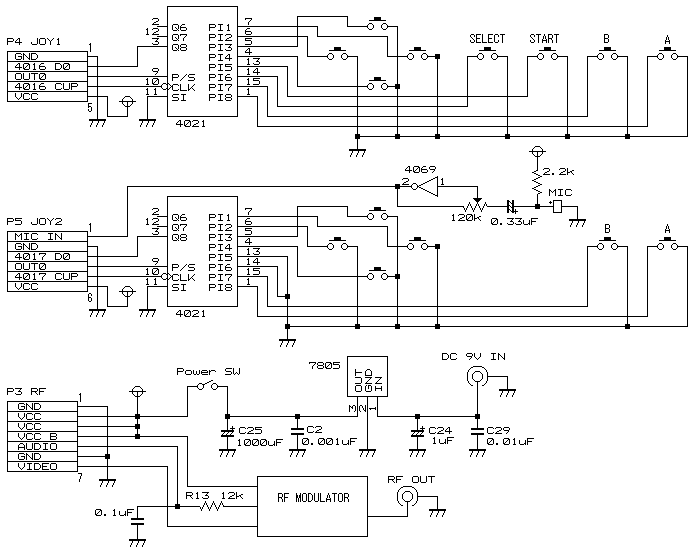 P4 JOY1
1
GND
4016 D0
OUT0
4016 CUP
VCC
5
2 Q6
12 Q7
3 Q8
9 P/S
10 CLK
11 SI
PI1 7
PI2 6
PI3 5
PI4 4
PI5 13
PI6 14
PI7 15
PI8 1
4021
SELECT START B A
4069
2 1
120k
0.33uF
2.2k
MIC
P5 JOY2
1
MIC IN
GND
4017 D0
OUT0
4017 CUP
VCC
6
2 Q6
12 Q7
3 Q8
9 P/S
10 CLK
11 SI
PI1 7
PI2 6
PI3 5
PI4 4
PI5 13
PI6 14
PI7 15
PI8 1
4021
B A
P3 RF
1
GND
VCC
VCC
VCC B
AUDIO
GND
VIDEO
7
Power SW
7805
OUT
GND
IN
3 2 1
DC 9V IN
C25
1000uF
C2
0.001uF
C24
1uF
C29
0.01uF
R13 12k
0.1uF
RF MODULATOR
RF OUT